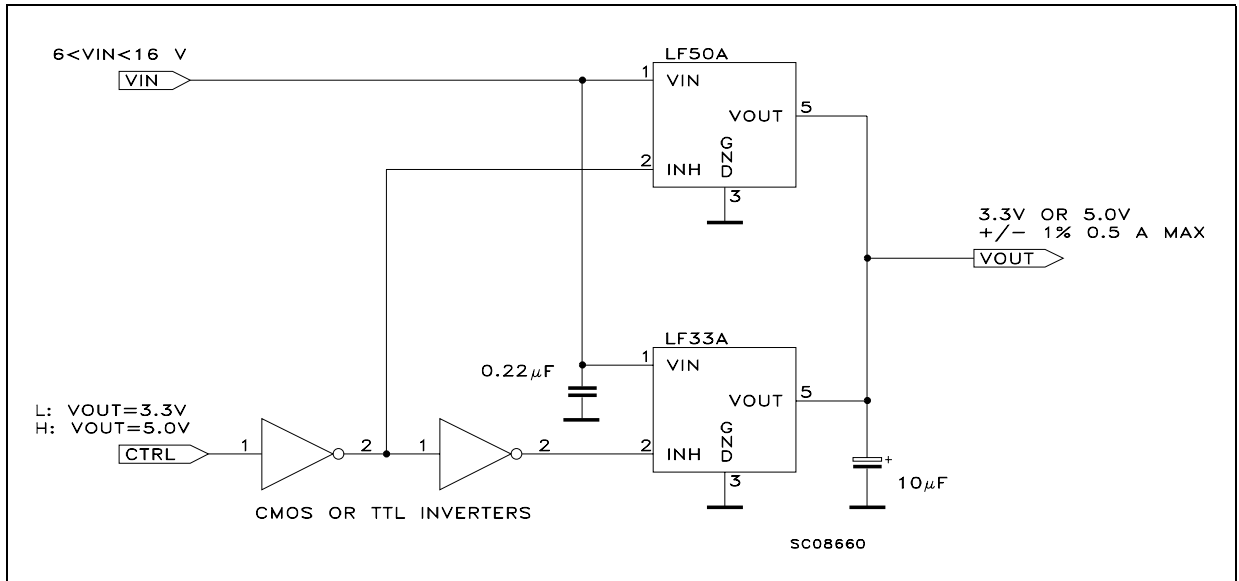 6<VIN<16 V
VIN
LF50A
1
VIN
VOUT
5
2
INH
GND
3
3.3V OR 5.0V
+/- 1% 0.5 A MAX
VOUT
LF33A
1
VIN
0.22μF
VOUT
5
L: VOUT=3.3V
H: VOUT=5.0V
CTRL
1
2
1
2
2
INH
GND
3
+
10μF
CMOS OR TTL INVERTERS
SC08660